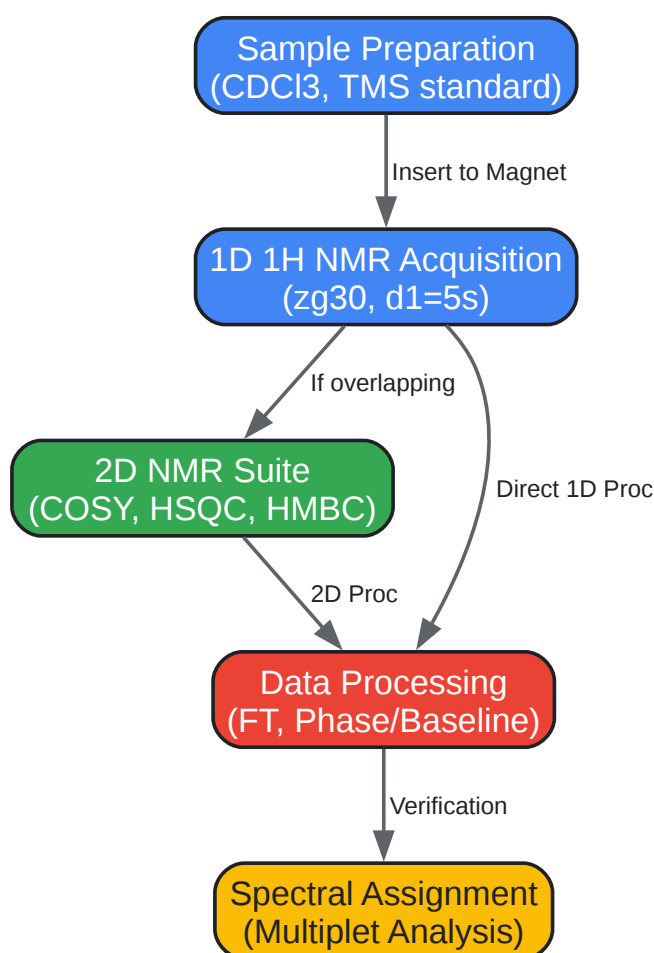 Sample Preparation
(CDCl3, TMS standard)
Insert to Magnet
1D 1H NMR Acquisition
(zg30, d1=5s)
If overlapping
2D NMR Suite
(COSY, HSQC, HMBC)
Direct 1D Proc
2D Proc
Data Processing
(FT, Phase/Baseline)
Verification
Spectral Assignment
(Multiplet Analysis)